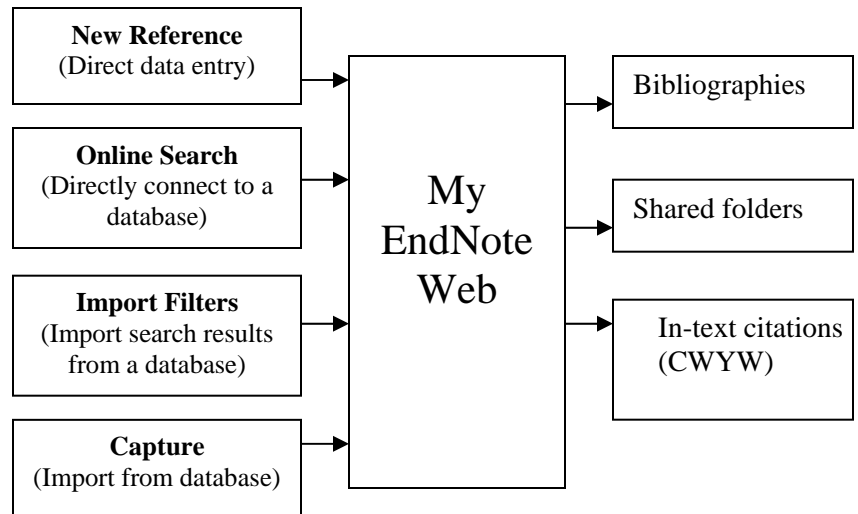 New Reference
(Direct data entry)
Online Search
(Directly connect to a
database)
Import Filters
(Import search results
from a database)
Capture
(Import from database)
My
EndNote
Web
Bibliographies
Shared folders
In-text citations
(CWYW)